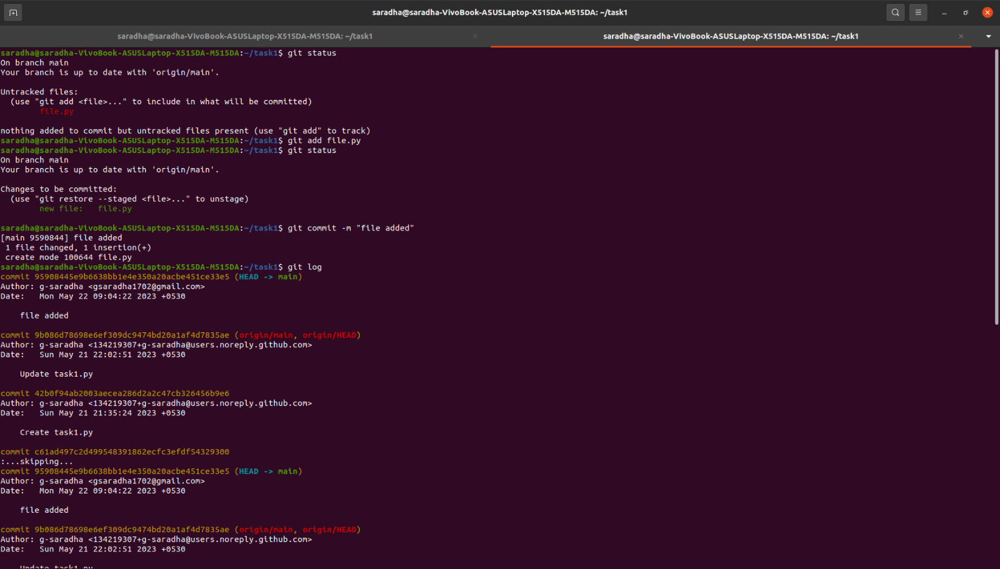 saradha@saradha-VivoBook-ASUSLaptop-X515DA-M515DA: ~/task1
saradha@saradha-VivoBook-ASUSLaptop-X515DA-M515DA: ~/task1
saradha@saradha-VivoBook-ASUSLaptop-X515DA-M515DA: ~/task1
saradha@saradha-VivoBook-ASUSLaptop-X515DA-M515DA:~/task1$ git status
On branch main
Your branch is up to date with 'origin/main'.
Untracked files:
  (use "git add <file>..." to include in what will be committed)
        file.py
nothing added to commit but untracked files present (use "git add" to track)
saradha@saradha-VivoBook-ASUSLaptop-X515DA-M515DA:~/task1$ git add file.py
saradha@saradha-VivoBook-ASUSLaptop-X515DA-M515DA:~/task1$ git status
On branch main
Your branch is up to date with 'origin/main'.
Changes to be committed:
  (use "git restore --staged <file>..." to unstage)
        new file:   file.py
saradha@saradha-VivoBook-ASUSLaptop-X515DA-M515DA:~/task1$ git commit -m "file added"
[main 9590844] file added
 1 file changed, 1 insertion(+)
 create mode 100644 file.py
saradha@saradha-VivoBook-ASUSLaptop-X515DA-M515DA:~/task1$ git log
commit 95908445e9b6638bb1e4e350a20acbe451ce33e5 (HEAD -> main)
Author: g-saradha <gsaradha1702@gmail.com>
Date:   Mon May 22 09:04:22 2023 +0530
    file added
commit 9b086d78698e6ef309dc9474bd20a1af4d7835ae (origin/main, origin/HEAD)
Author: g-saradha <134219307+g-saradha@users.noreply.github.com>
Date:   Sun May 21 22:02:51 2023 +0530
    Update task1.py
commit 42b0f94ab2003aecea286d2a2c47cb326456b9e6
Author: g-saradha <134219307+g-saradha@users.noreply.github.com>
Date:   Sun May 21 21:35:24 2023 +0530
    Create task1.py
commit c61ad497c2d499548391862ecfc3efdf54329300
:...skipping...
commit 95908445e9b6638bb1e4e350a20acbe451ce33e5 (HEAD -> main)
Author: g-saradha <gsaradha1702@gmail.com>
Date:   Mon May 22 09:04:22 2023 +0530
    file added
commit 9b086d78698e6ef309dc9474bd20a1af4d7835ae (origin/main, origin/HEAD)
Author: g-saradha <134219307+g-saradha@users.noreply.github.com>
Date:   Sun May 21 22:02:51 2023 +0530
    Update task1.py